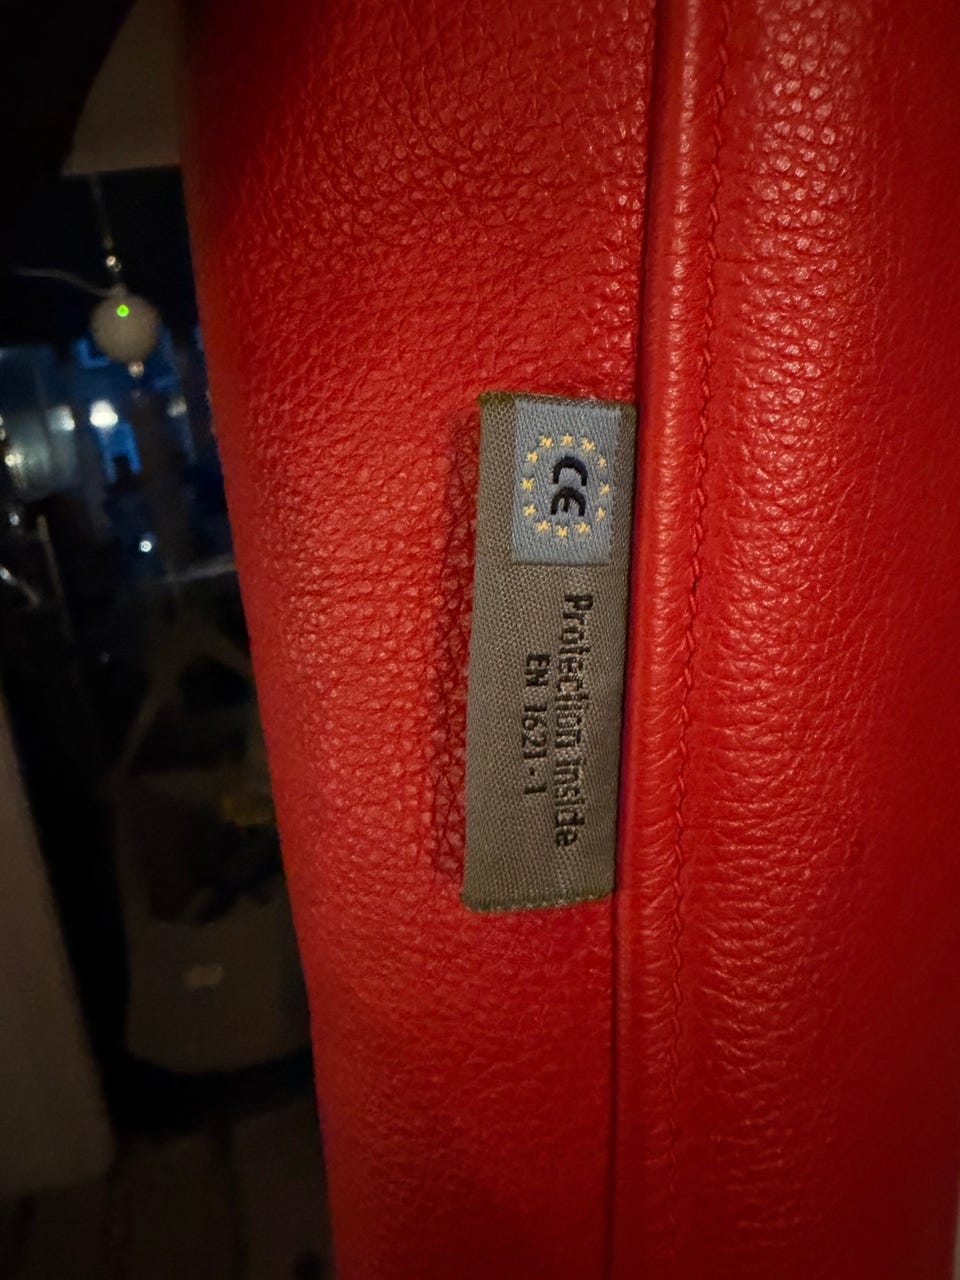 CE
Protection Inside
EN 1621-1